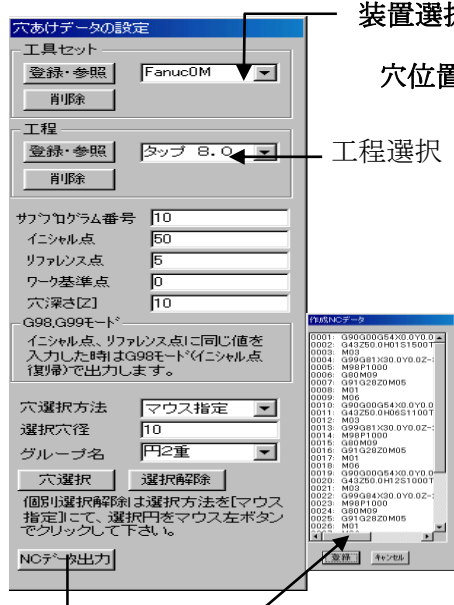 装置選択
穴位置
工程選択
穴あけデータの設定
工具セット
登録・参照
Fanuc0M
削除
工程
登録・参照
タップ 8.0
削除
サブプログラム番号 10
イニシャル点 50
リファレンス点 5
ワーク基準点 0
穴深さ[Z] 10
G98,G99モード
イニシャル点、リファレンス点に同じ値を
入力した時はG98モード(イニシャル点
復帰)で出力します。
穴選択方法 マウス指定
選択穴径 10
グループ名 円2重
穴選択 選択解除
個別選択解除は選択方法を[マウス
指定]にて、選択円をマウス左ボタン
でクリックして下さい。
NCデータ出力
作成NCデータ
0001: G90G00G54X0.0Y0.0
0002: G43Z50.0H01S1500T
0003: M03
0004: G99G81X30.0Y0.0Z-
0005: M98P1000
0006: G80M09
0007: G91G28Z0M05
0008: M01
0009: M06
0010: G90G00G54X0.0Y0.0
0011: G43Z50.0H06S1100T
0012: M03
0013: G99G81X30.0Y0.0Z-
0014: M98P1000
0015: G80M09
0016: G91G28Z0M05
0017: M01
0018: M06
0019: G90G00G54X0.0Y0.0
0020: G43Z50.0H12S1000T
0021: M03
0022: G99G84X30.0Y0.0Z-
0023: M98P1000
0024: G80M09
0025: G91G28Z0M05
0026: M01
登録 キャンセル